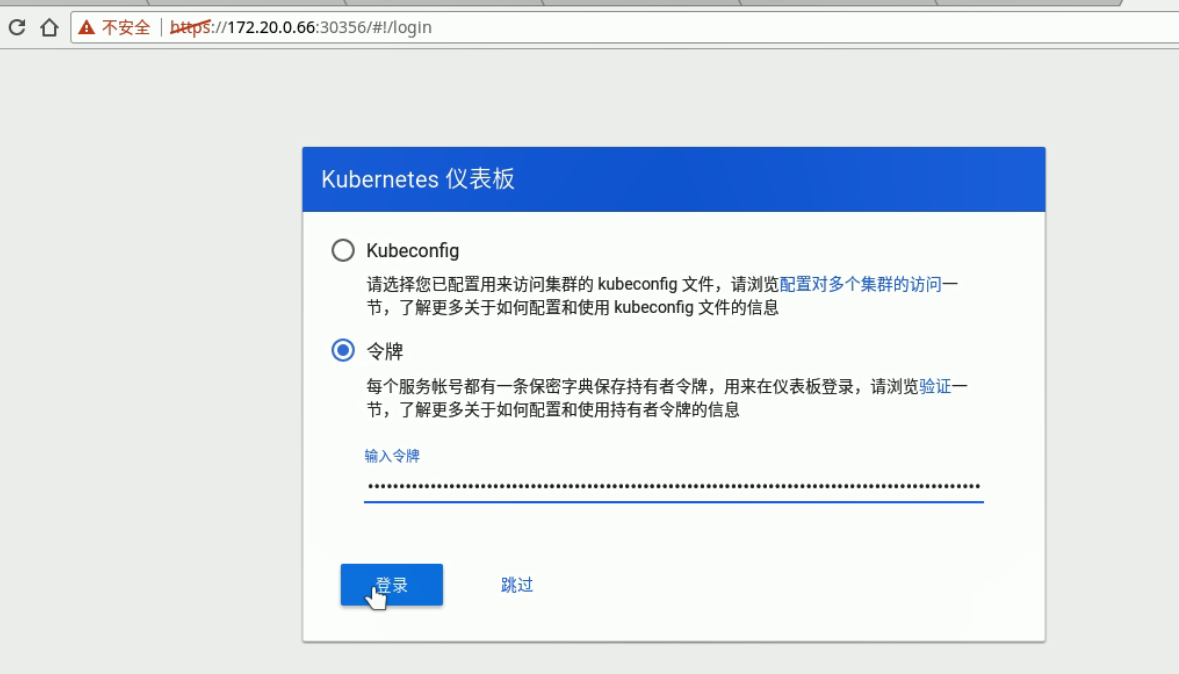 不安全 https://172.20.0.66:30356/#!/login
Kubernetes 仪表板
Kubeconfig
请选择您已配置用来访问集群的 kubeconfig 文件，请浏览配置对多个集群的访问一
节，了解更多关于如何配置和使用 kubeconfig 文件的信息
令牌
每个服务帐号都有一条保密字典保存持有者令牌，用来在仪表板登录，请浏览验证一
节，了解更多关于如何配置和使用持有者令牌的信息
输入令牌
登录 跳过